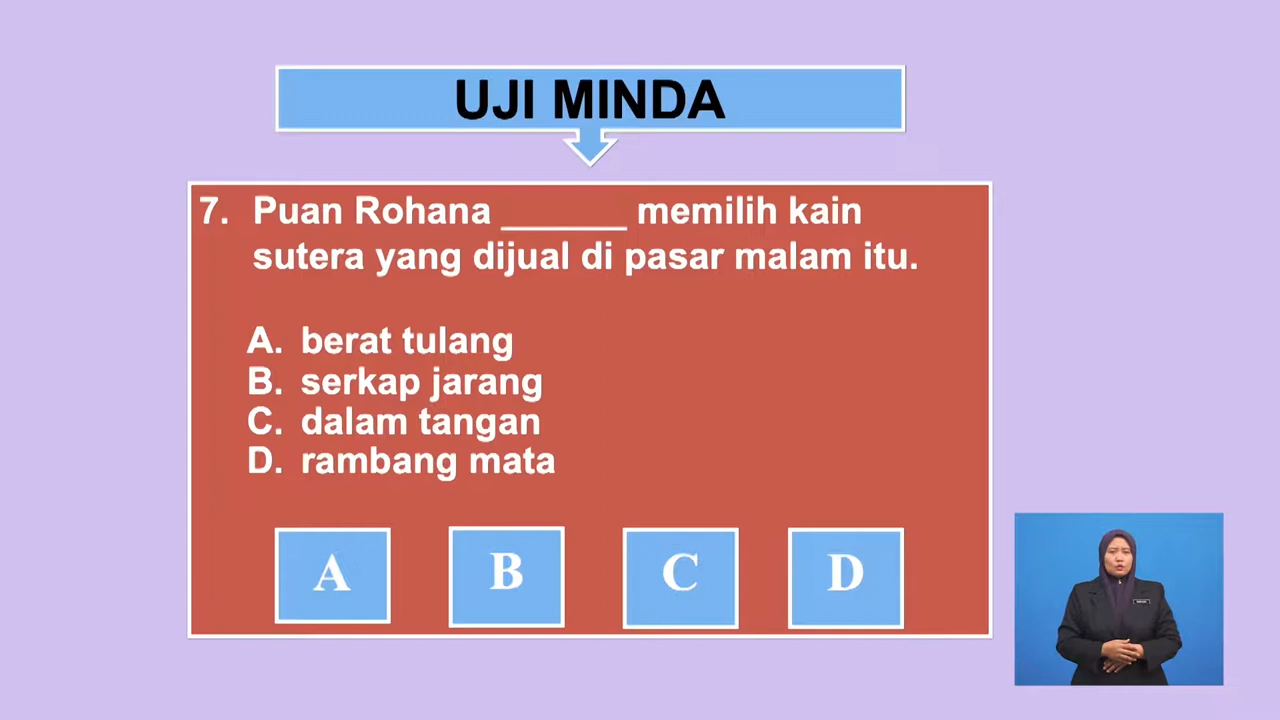 UJI MINDA
7. Puan Rohana ______ memilih kain
sutera yang dijual di pasar malam itu.
A. berat tulang
B. serkap jarang
C. dalam tangan
D. rambang mata
A B C D